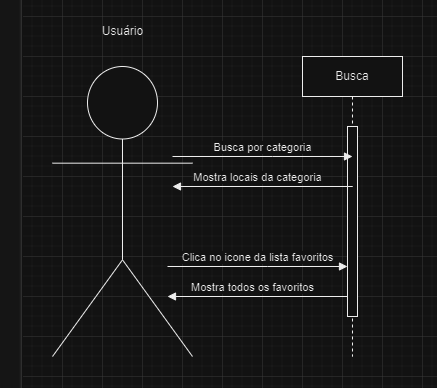 Usuário
Busca
Busca por categoria
Mostra locais da categoria
Clica no icone da lista favoritos
Mostra todos os favoritos